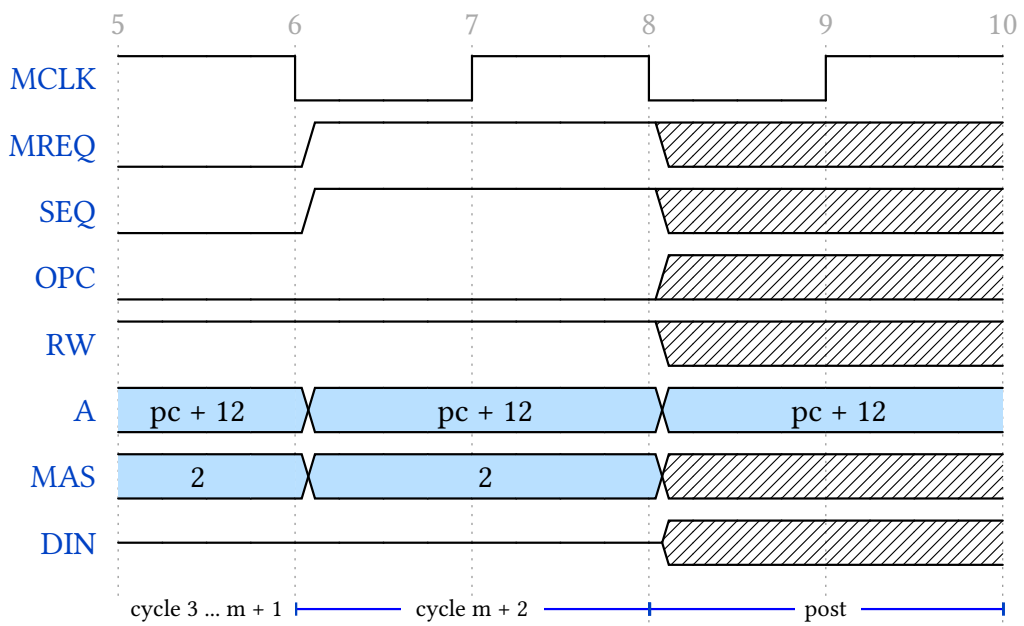 5 6 7 8 9 10
MCLK
MREQ
SEQ
OPC
RW
A pc + 12 pc + 12 pc + 12
MAS 2 2
DIN
cycle 3 ... m + 1 cycle m + 2 post